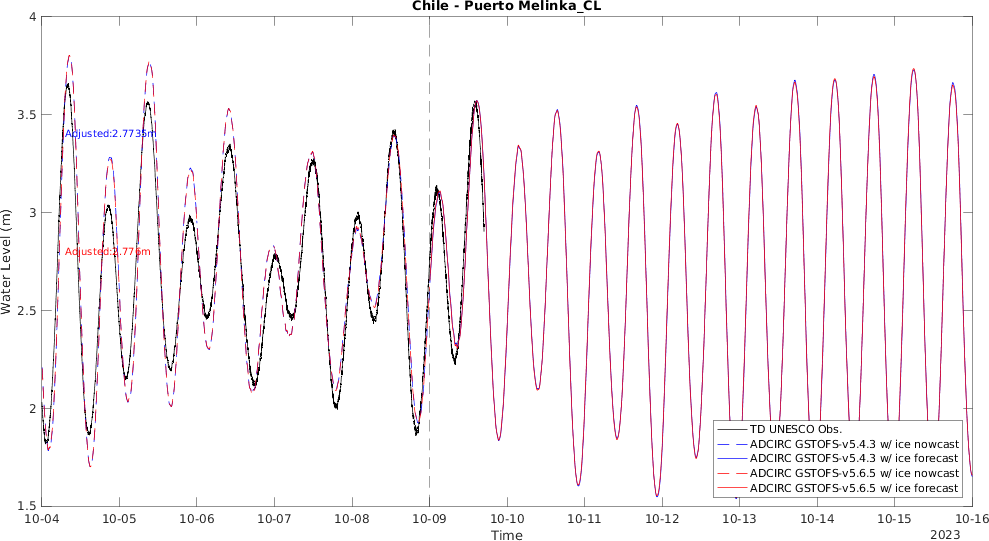 Chile - Puerto Melinka_CL
4
3.5
3
2.5
2
1.5
Water Level (m)
Adjusted:2.7735m
Adjusted:2.776m
TD UNESCO Obs.
ADCIRC GSTOFS-v5.4.3 w/ ice nowcast
ADCIRC GSTOFS-v5.4.3 w/ ice forecast
ADCIRC GSTOFS-v5.6.5 w/ ice nowcast
ADCIRC GSTOFS-v5.6.5 w/ ice forecast
10-04 10-05 10-06 10-07 10-08 10-09 10-10 10-11 10-12 10-13 10-14 10-15 10-16
Time
2023